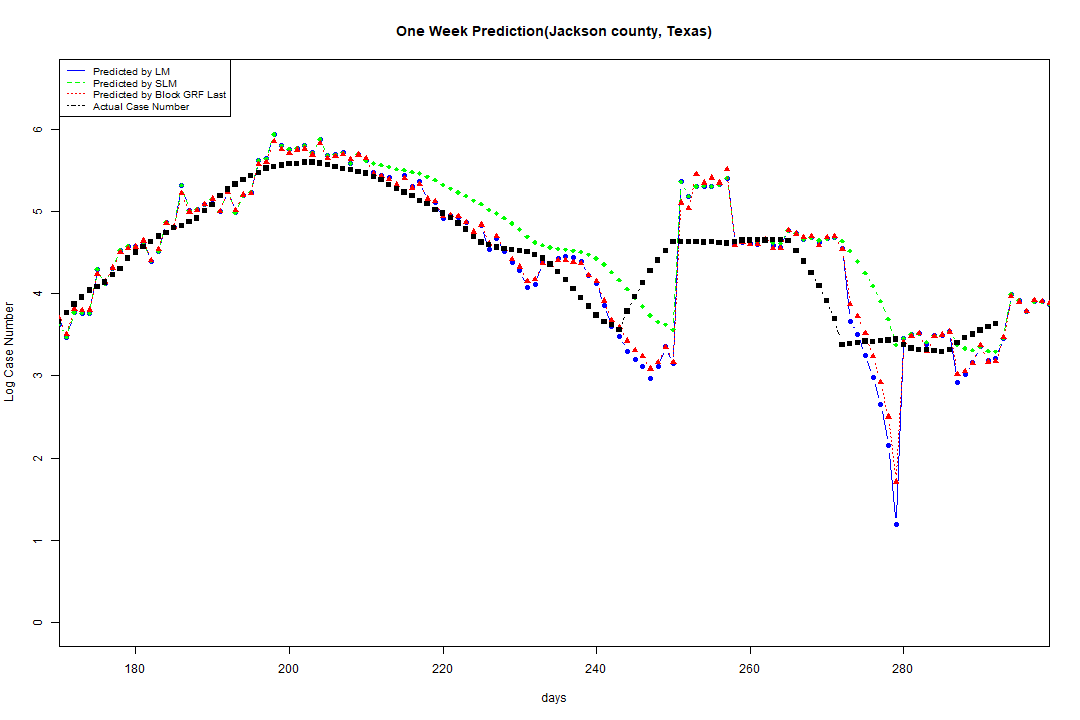 One Week Prediction(Jackson county, Texas)
Predicted by LM
Predicted by SLM
Predicted by Block GRF Last
Actual Case Number
6
5
4
3
2
1
0
Log Case Number
180 200 220 240 260 280
days